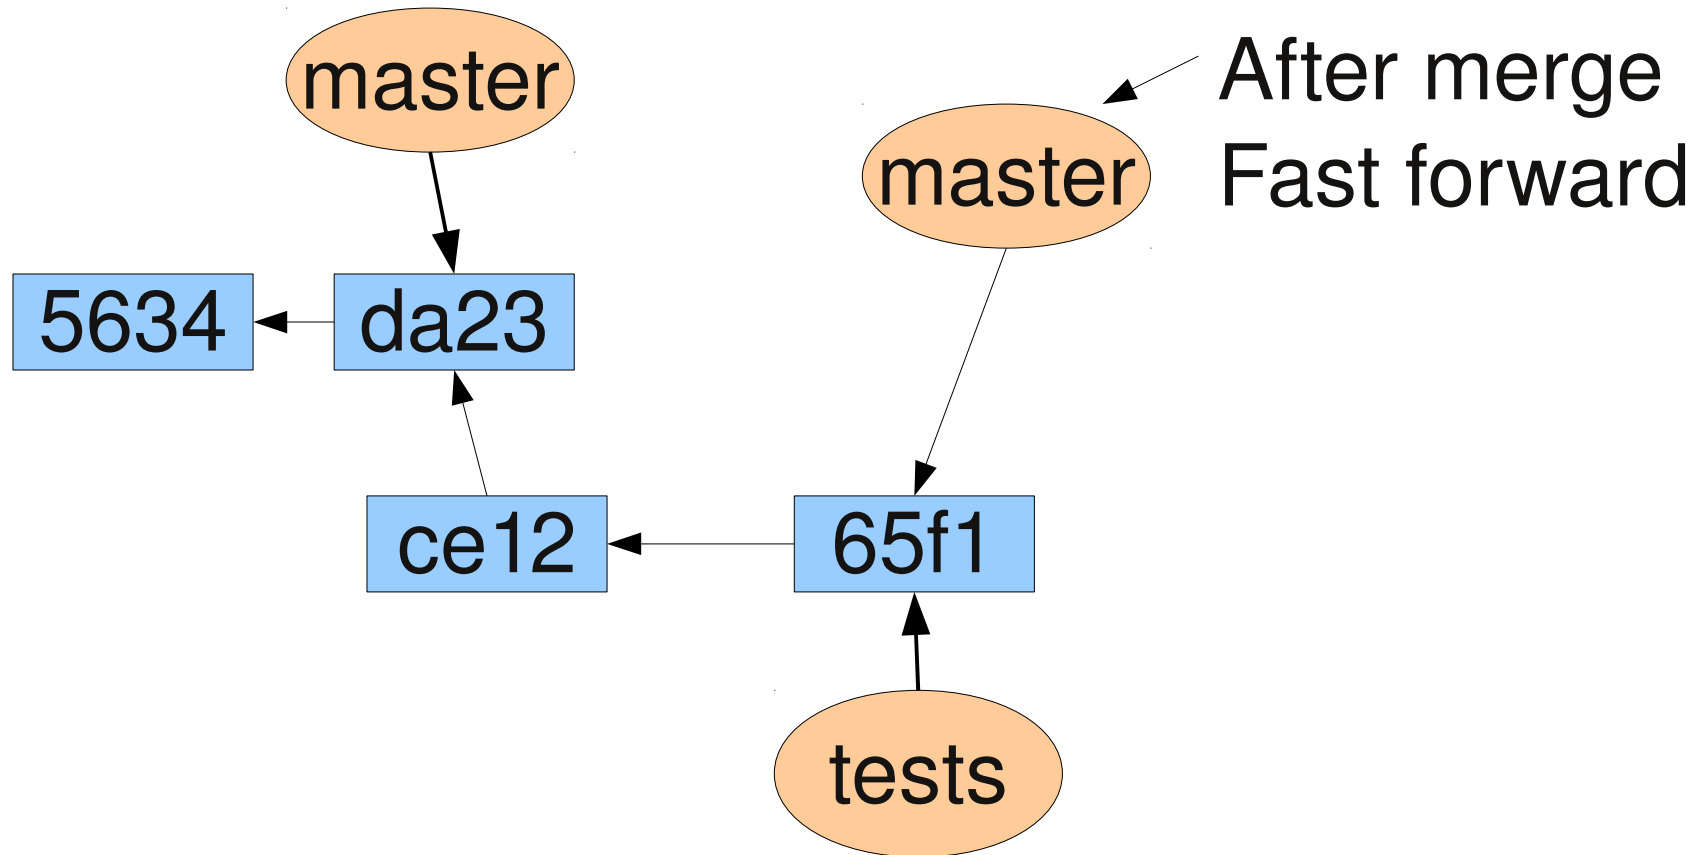 master
After merge
master
Fast forward
5634
da23
ce12
65f1
tests